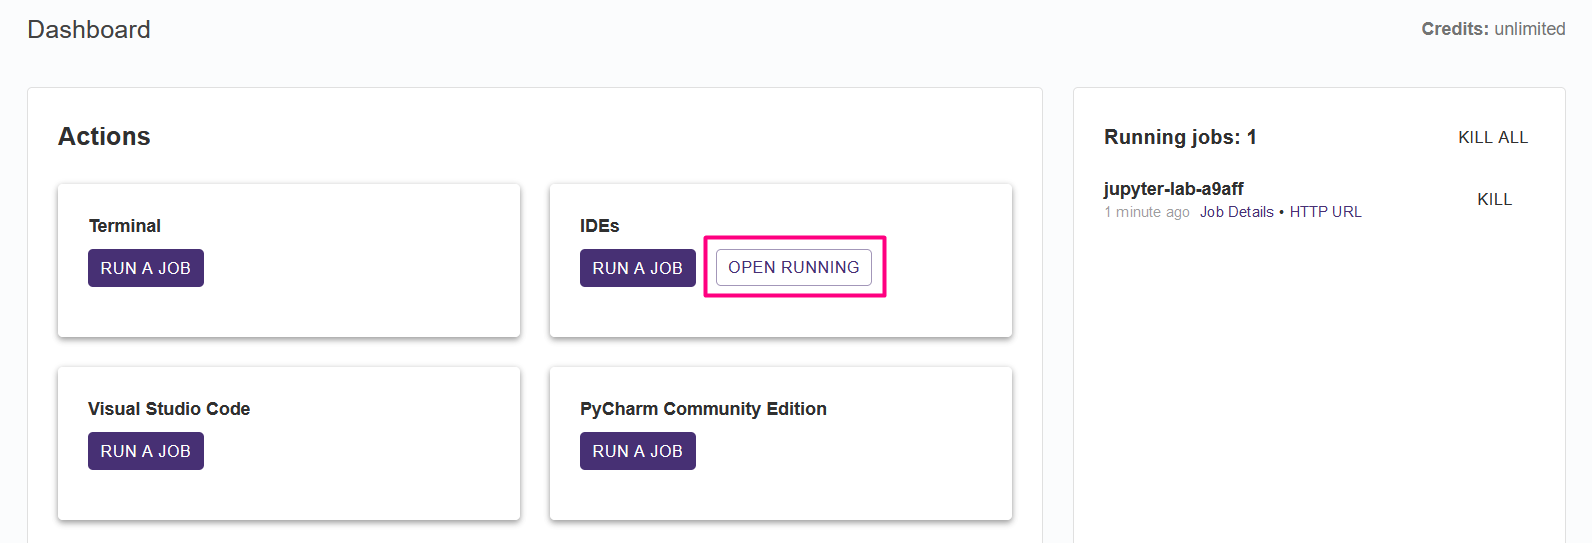 Dashboard
Credits: unlimited
Actions
Terminal
RUN A JOB
IDEs
RUN A JOB
OPEN RUNNING
Visual Studio Code
RUN A JOB
PyCharm Community Edition
RUN A JOB
Running jobs: 1
KILL ALL
jupyter-lab-a9aff
1 minute ago Job Details • HTTP URL
KILL